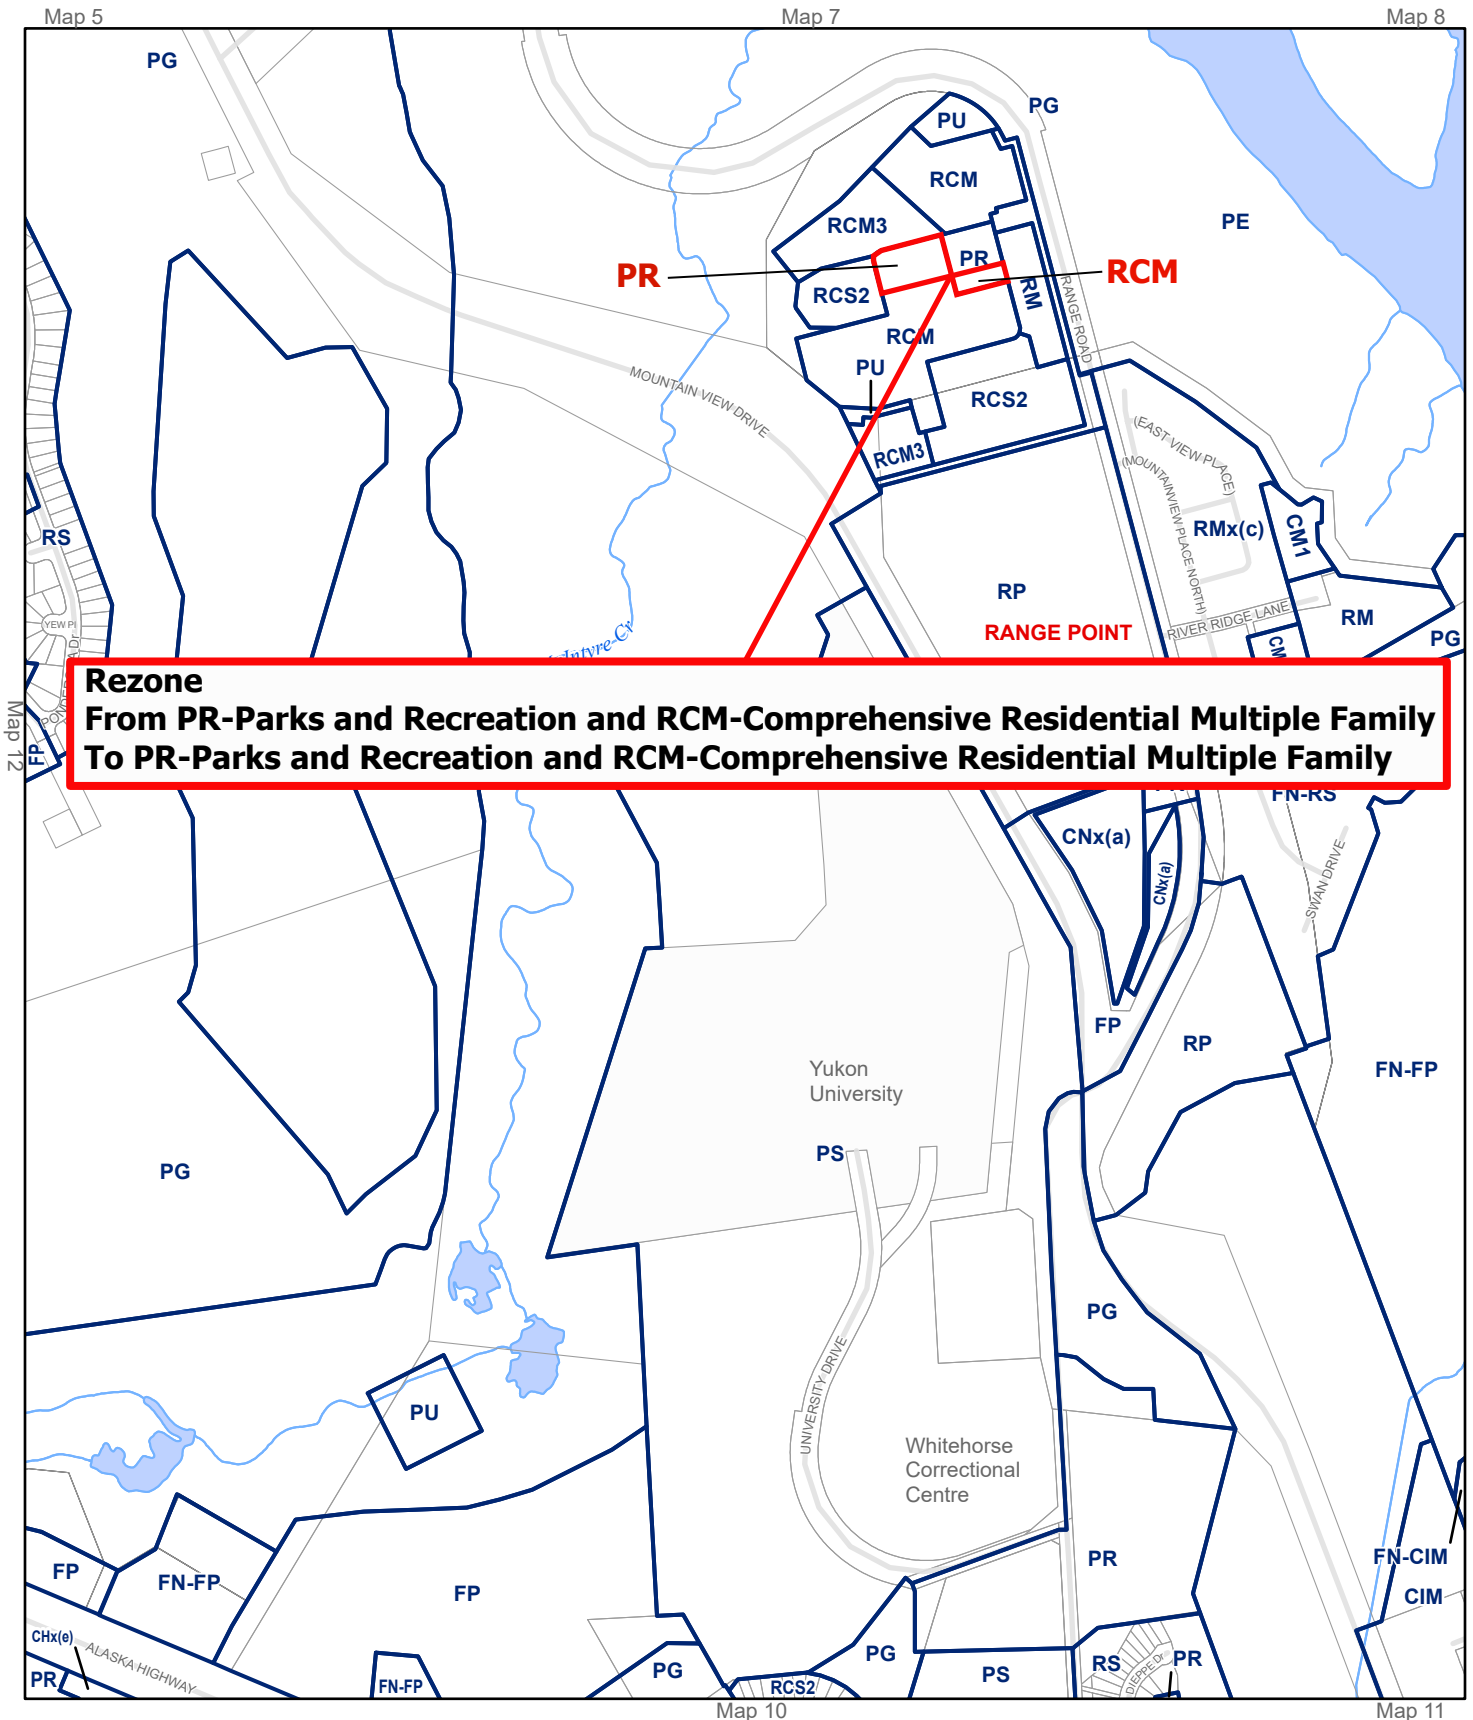 Map 5
Map 7
Map 8
PG
PG
PU
RCM
RCM3
PE
PR
PR
RCM
RCS2
RM
RANGE ROAD
RCM
PU
MOUNTAIN VIEW DRIVE
RCS2
(EAST VIEW PLACE)
RCM3
(MOUNTAINVIEW PLACE NORTH)
RS
RMx(c)
CM1
RP
RANGE POINT
RIVER RIDGE LANE
RM
YEW Pl
PG
Map 12
FP
Rezone
From PR-Parks and Recreation and RCM-Comprehensive Residential Multiple Family
To PR-Parks and Recreation and RCM-Comprehensive Residential Multiple Family
FN-RS
CNx(a)
CNx(a)
SWAN DRIVE
FP
RP
FN-FP
Yukon
University
PS
PG
PG
UNIVERSITY DRIVE
PU
Whitehorse
Correctional
Centre
FP
FN-FP
FP
PR
FN-CIM
CIM
CHx(e)
ALASKA HIGHWAY
PR
FN-FP
PG
RCS2
PG
PS
RS
DIEPPE Dr
PR
Map 10
Map 11